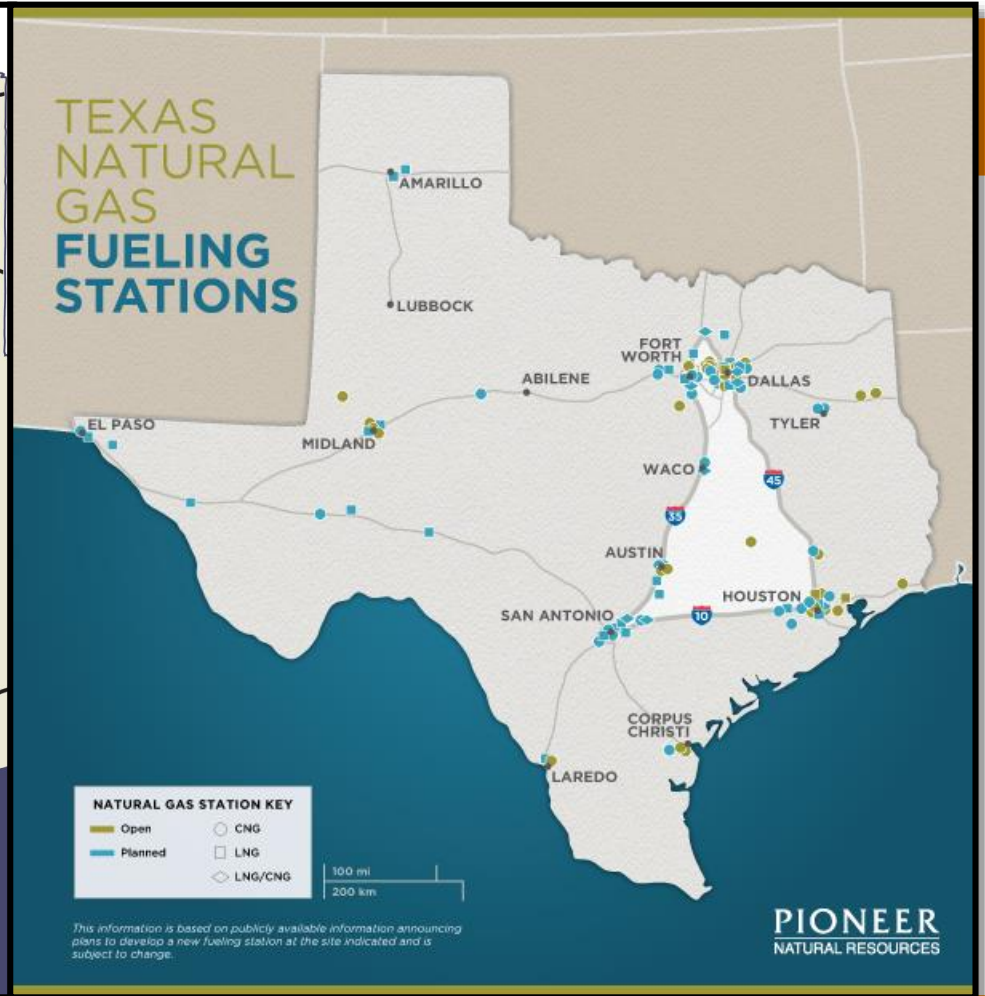 TEXAS
NATURAL
GAS
FUELING
STATIONS
AMARILLO
LUBBOCK
FORT
WORTH
ABILENE
DALLAS
TYLER
EL PASO
MIDLAND
WACO
45
35
AUSTIN
HOUSTON
SAN ANTONIO
10
CORPUS
CHRISTI
LAREDO
NATURAL GAS STATION KEY
Open
CNG
Planned
LNG
LNG/CNG
100 mi
200 km
This information is based on publicly available information announcing
plans to develop a new fueling station at the site indicated and is
subject to change.
PIONEER
NATURAL RESOURCES